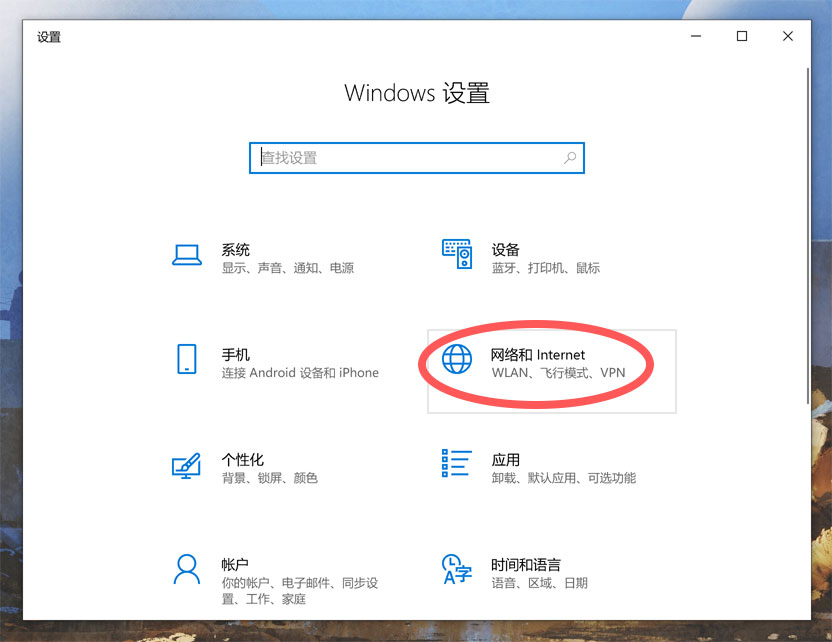 设置
Windows 设置
查找设置
系统
显示、声音、通知、电源
设备
蓝牙、打印机、鼠标
手机
连接 Android 设备和 iPhone
网络和 Internet
WLAN、飞行模式、VPN
个性化
背景、锁屏、颜色
应用
卸载、默认应用、可选功能
帐户
你的帐户、电子邮件、同步设
置、工作、家庭
时间和语言
语音、区域、日期